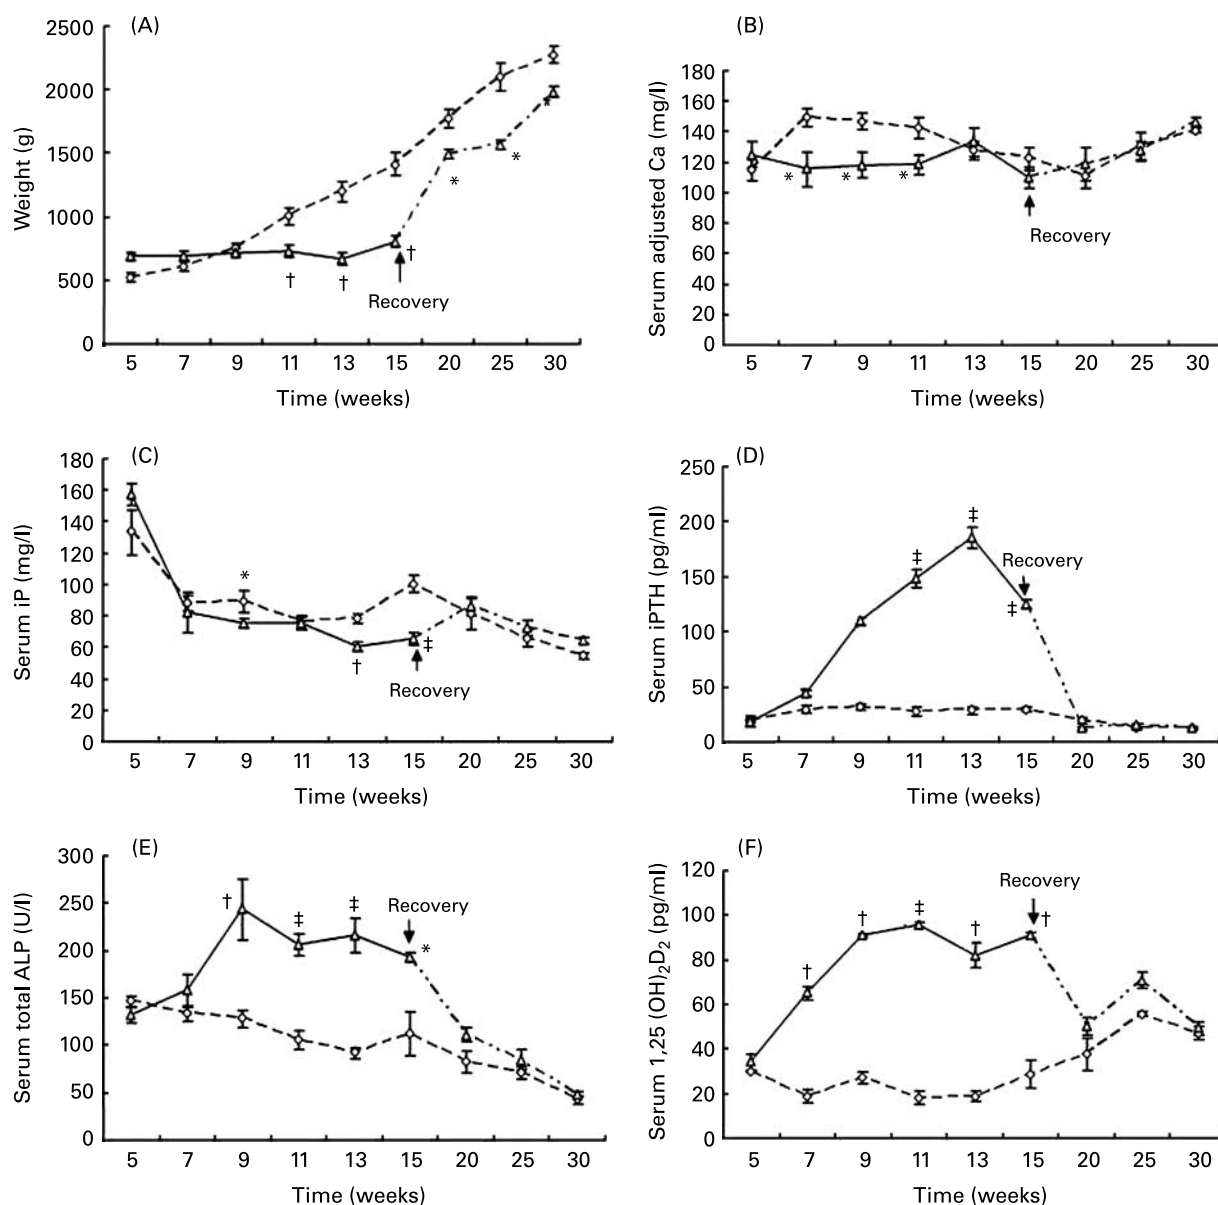 (A)
2500
2000
1500
1000
500
0
Weight (g)
*
*
*
†
†
†
Recovery
5 7 9 11 13 15 20 25 30
Time (weeks)
(B)
180
160
140
120
100
80
60
40
20
0
Serum adjusted Ca (mg/l)
* * *
Recovery
5 7 9 11 13 15 20 25 30
Time (weeks)
(C)
180
160
140
120
100
80
60
40
20
0
Serum iP (mg/l)
*
†
‡
Recovery
5 7 9 11 13 15 20 25 30
Time (weeks)
(D)
250
200
150
100
50
0
Serum iPTH (pg/ml)
‡
‡
‡
Recovery
5 7 9 11 13 15 20 25 30
Time (weeks)
(E)
300
250
200
150
100
50
0
Serum total ALP (U/l)
† ‡ ‡ *
Recovery
5 7 9 11 13 15 20 25 30
Time (weeks)
(F)
120
100
80
60
40
20
0
Serum 1,25 (OH)₂D₂ (pg/ml)
† † ‡ † †
Recovery
5 7 9 11 13 15 20 25 30
Time (weeks)